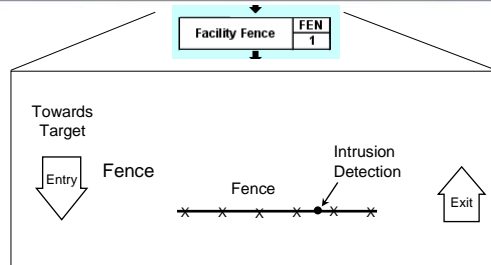 Facility Fence
FEN
1
Towards
Target
Entry
Fence
Fence
Intrusion
Detection
Exit